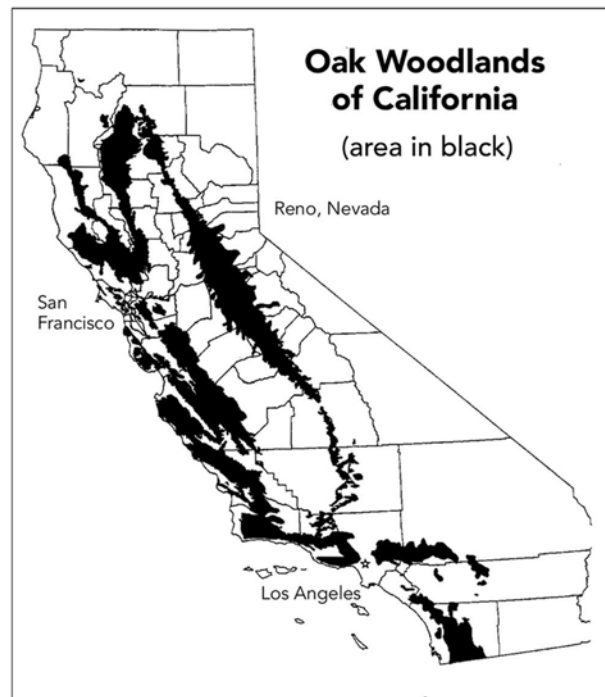 Oak Woodlands
of California
(area in black)
Reno, Nevada
San
Francisco
Los Angeles